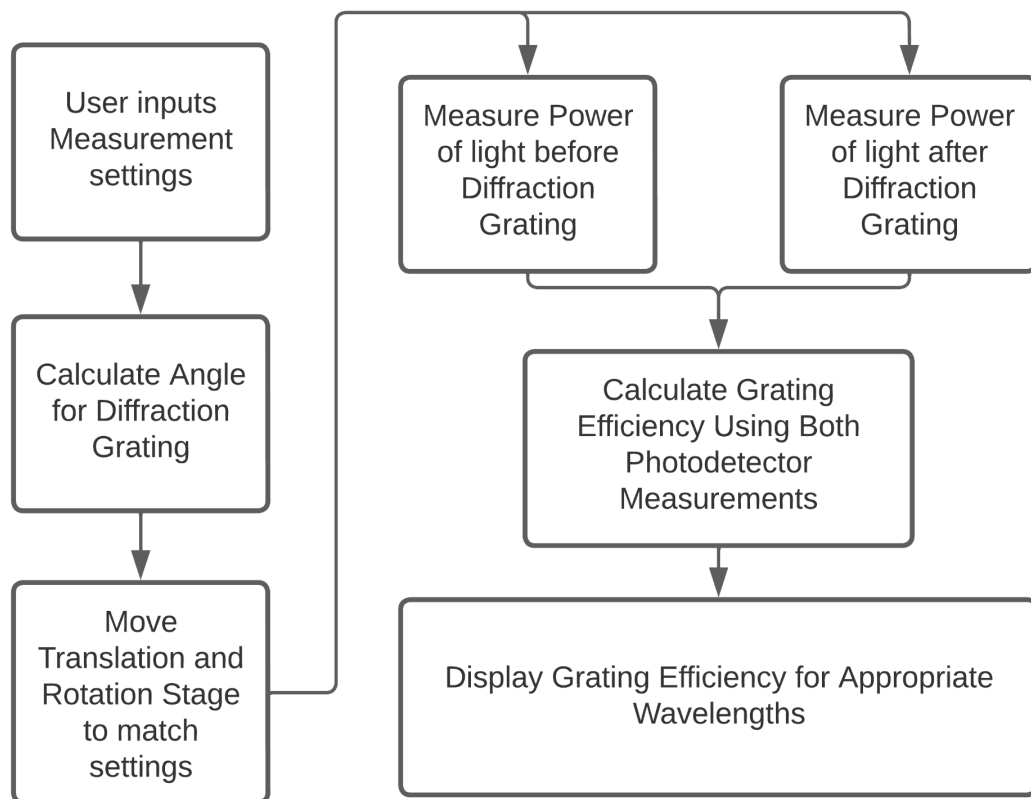 User inputs
Measurement
settings
Calculate Angle
for Diffraction
Grating
Move
Translation and
Rotation Stage
to match
settings
Measure Power
of light before
Diffraction
Grating
Measure Power
of light after
Diffraction
Grating
Calculate Grating
Efficiency Using Both
Photodetector
Measurements
Display Grating Efficiency for Appropriate
Wavelengths